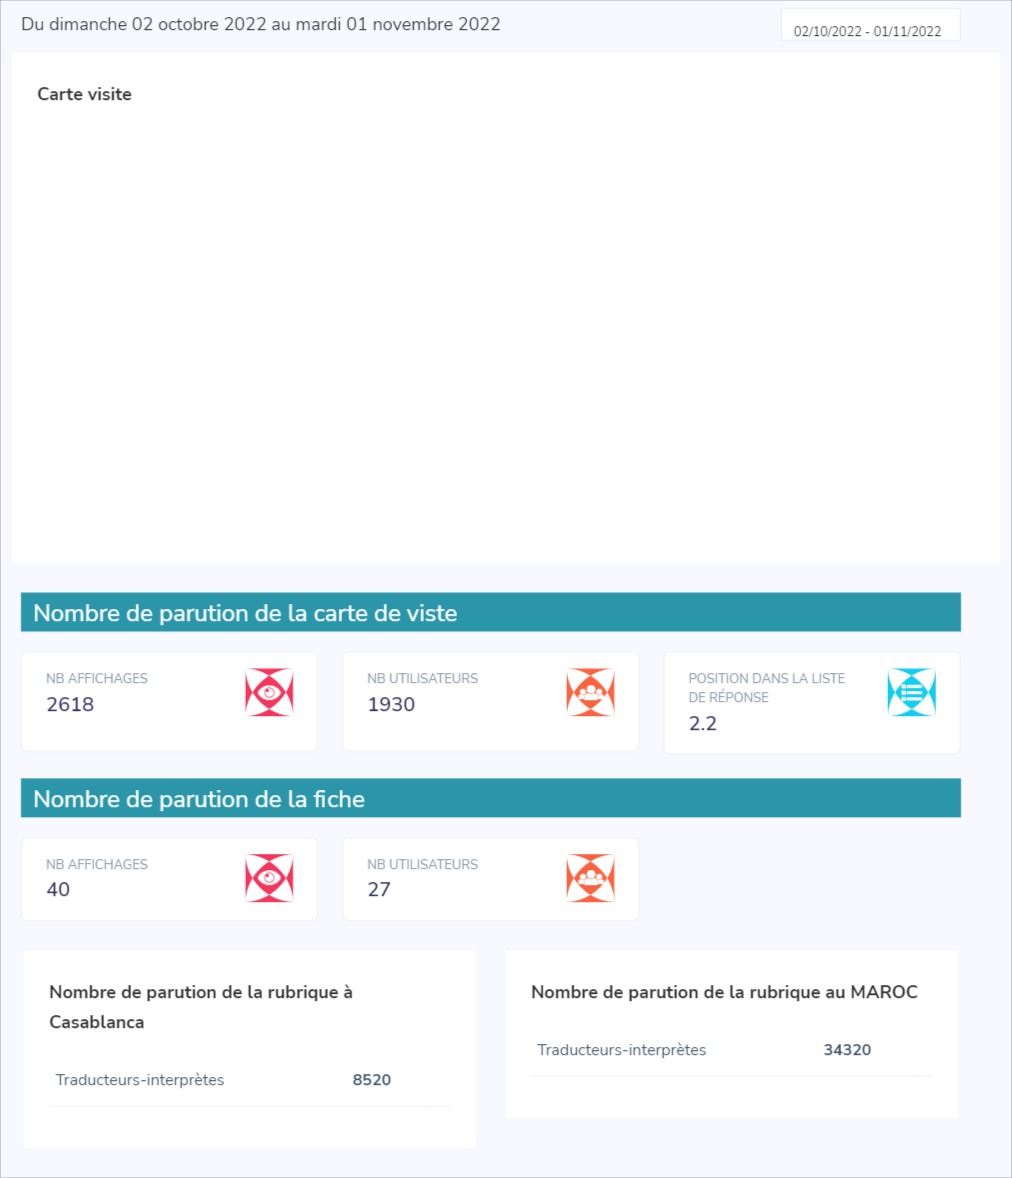 Du dimanche 02 octobre 2022 au mardi 01 novembre 2022
02/10/2022 - 01/11/2022
Carte visite
Nombre de parution de la carte de viste
NB AFFICHAGES
2618
NB UTILISATEURS
1930
POSITION DANS LA LISTE
DE RÉPONSE
2.2
Nombre de parution de la fiche
NB AFFICHAGES
40
NB UTILISATEURS
27
Nombre de parution de la rubrique à
Casablanca
Traducteurs-interprètes 8520
Nombre de parution de la rubrique au MAROC
Traducteurs-interprètes 34320